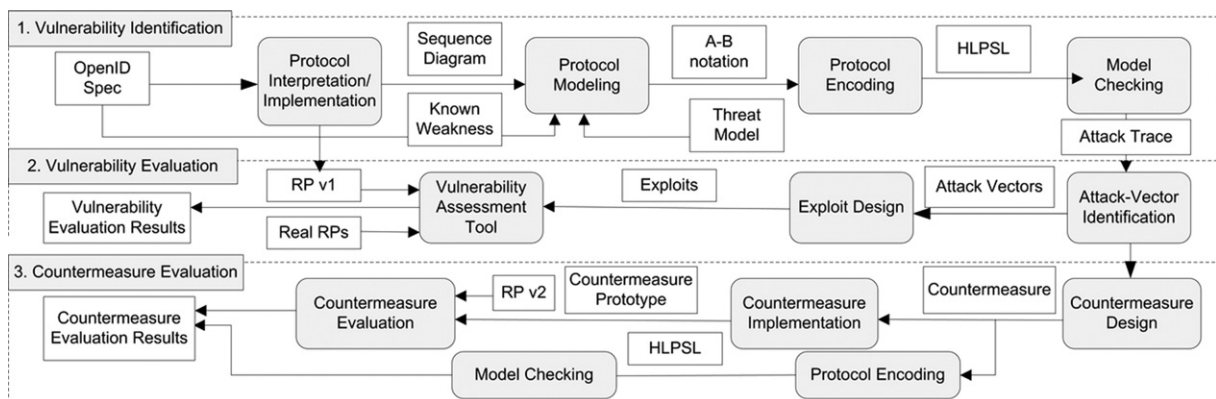 1. Vulnerability Identification
OpenID
Spec
Protocol
Interpretation/
Implementation
Sequence
Diagram
Known
Weakness
Protocol
Modeling
A-B
notation
Threat
Model
Protocol
Encoding
HLPSL
Model
Checking
Attack Trace
2. Vulnerability Evaluation
Vulnerability
Evaluation Results
RP v1
Real RPs
Vulnerability
Assessment
Tool
Exploits
Exploit Design
Attack Vectors
Attack-Vector
Identification
3. Countermeasure Evaluation
Countermeasure
Evaluation Results
Countermeasure
Evaluation
RP v2
Countermeasure
Prototype
Countermeasure
Implementation
Countermeasure
Countermeasure
Design
Model Checking
HLPSL
Protocol Encoding